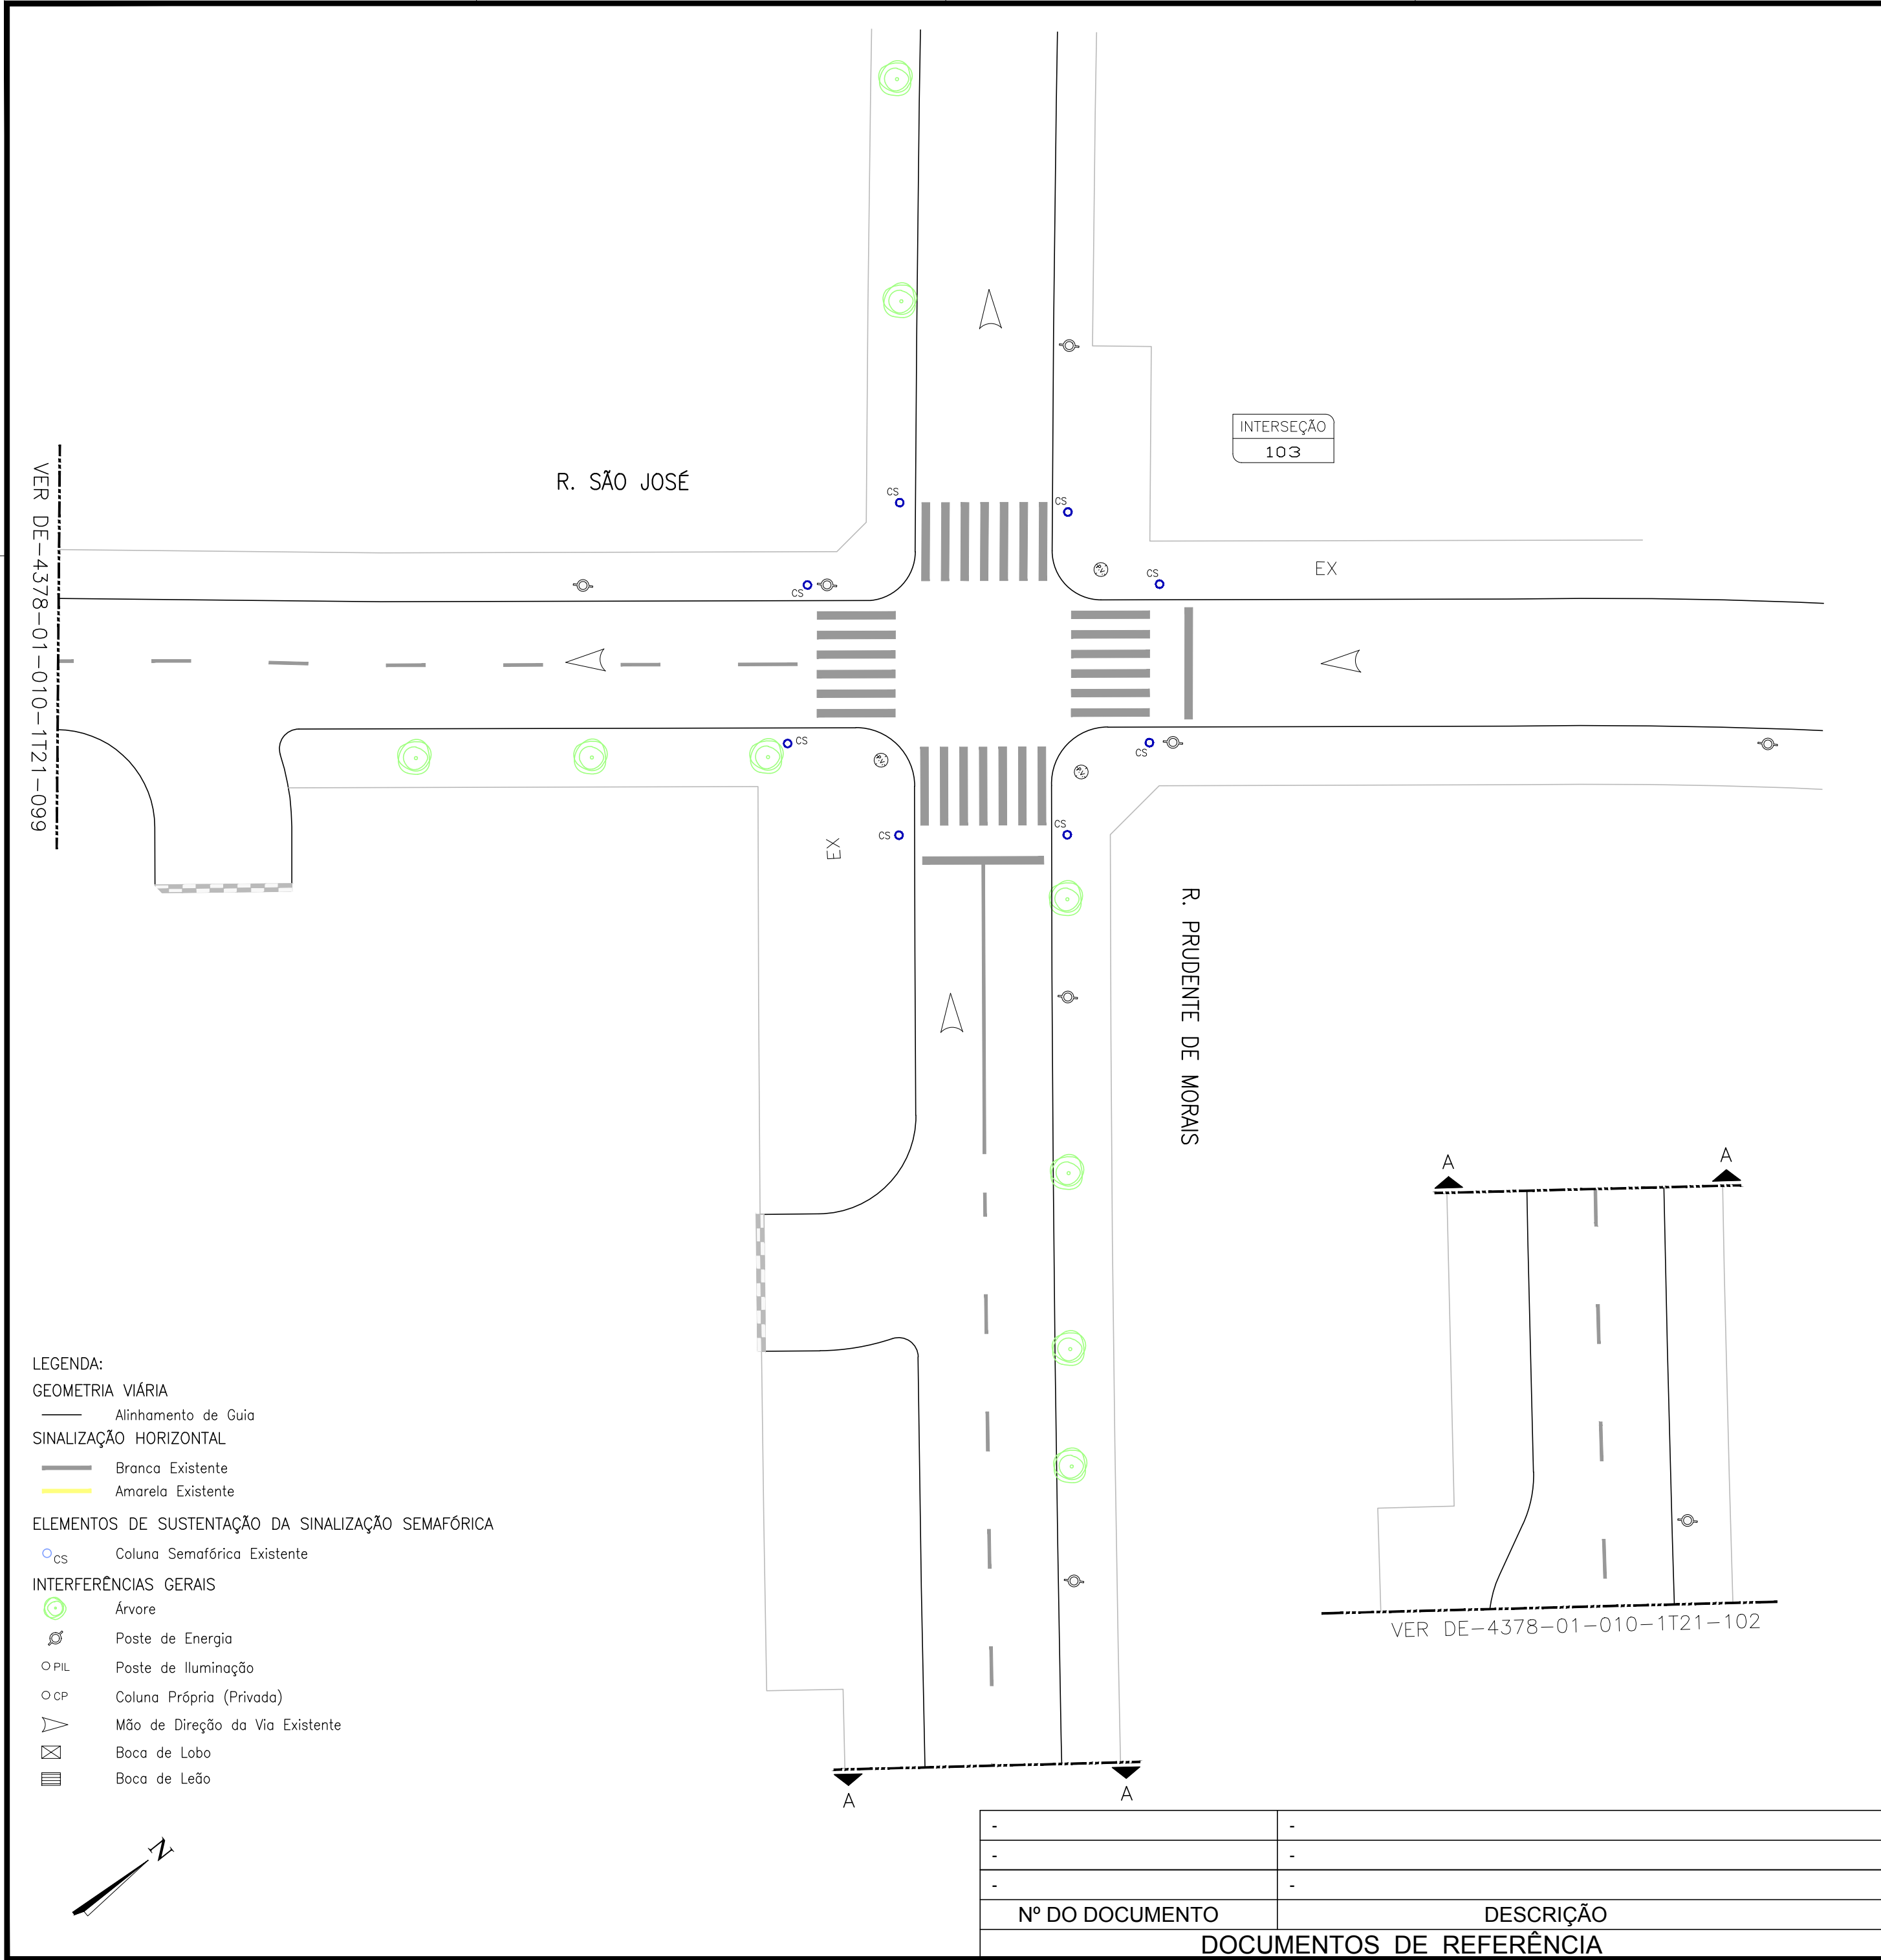 R. SÃO JOSÉ
INTERSEÇÃO
103
VER DE-4378-01-010-1T21-099
CS
CS
CS
CS
EX
P.V.
CS
P.V.
P.V.
CS
CS
CS
EX
R. PRUDENTE DE MORAIS
A
A
VER DE-4378-01-010-1T21-102
A
A
LEGENDA:
GEOMETRIA VIÁRIA
Alinhamento de Guia
SINALIZAÇÃO HORIZONTAL
Branca Existente
Amarela Existente
ELEMENTOS DE SUSTENTAÇÃO DA SINALIZAÇÃO SEMAFÓRICA
CS Coluna Semafórica Existente
INTERFERÊNCIAS GERAIS
Árvore
Poste de Energia
PIL Poste de Iluminação
CP Coluna Própria (Privada)
Mão de Direção da Via Existente
Boca de Lobo
Boca de Leão
N
- -
- -
- -
Nº DO DOCUMENTO DESCRIÇÃO
DOCUMENTOS DE REFERÊNCIA